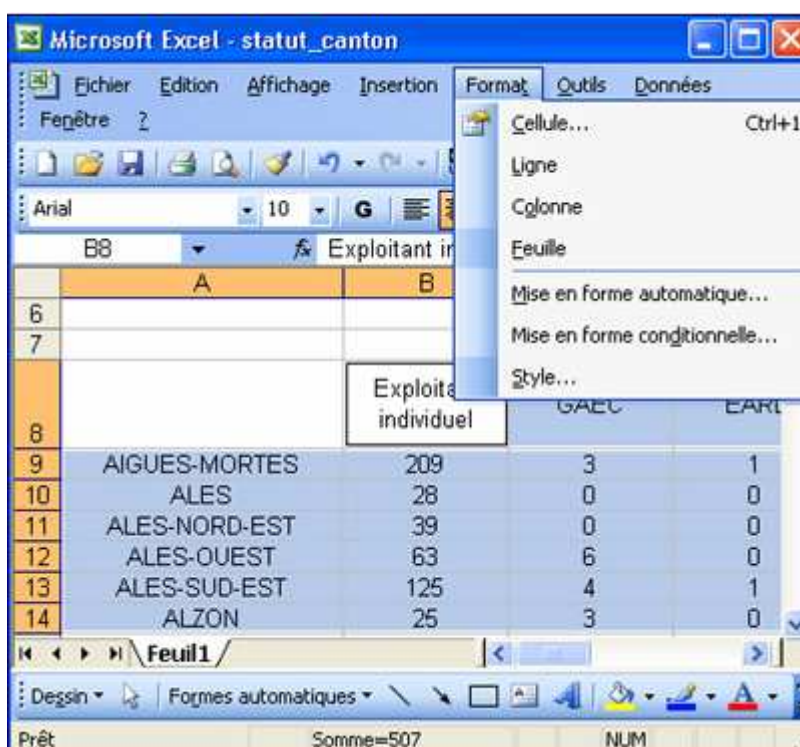 Microsoft Excel - statut_canton
Fichier Edition Affichage Insertion Format Outils Données
Fenêtre ?
Cellule... Ctrl+1
Ligne
Colonne
Feuille
Mise en forme automatique...
Mise en forme conditionnelle...
Style...
Arial 10 G
B8 fx Exploitant
A B
6
7
8 individuel GAEC
9 AIGUES-MORTES 209 3 1
10 ALES 28 0 0
11 ALES-NORD-EST 39 0 0
12 ALES-OUEST 63 6 0
13 ALES-SUD-EST 125 4 1
14 ALZON 25 3 0
Feuil1
Dessin Formes automatiques A
Prêt Somme=507 NUM